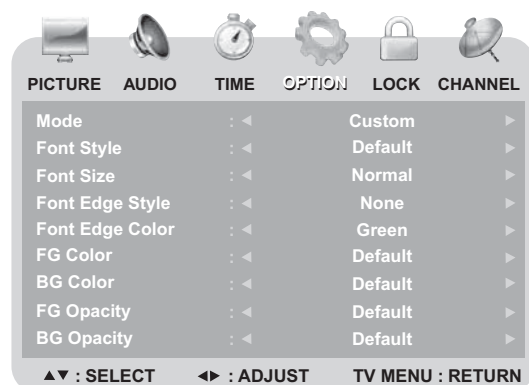 PICTURE AUDIO TIME OPTION LOCK CHANNEL
Mode : ◀ Custom ▶
Font Style : ◀ Default ▶
Font Size : ◀ Normal ▶
Font Edge Style : ◀ None ▶
Font Edge Color : ◀ Green ▶
FG Color : ◀ Default ▶
BG Color : ◀ Default ▶
FG Opacity : ◀ Default ▶
BG Opacity : ◀ Default ▶
▲▼ : SELECT ◀▶ : ADJUST TV MENU : RETURN